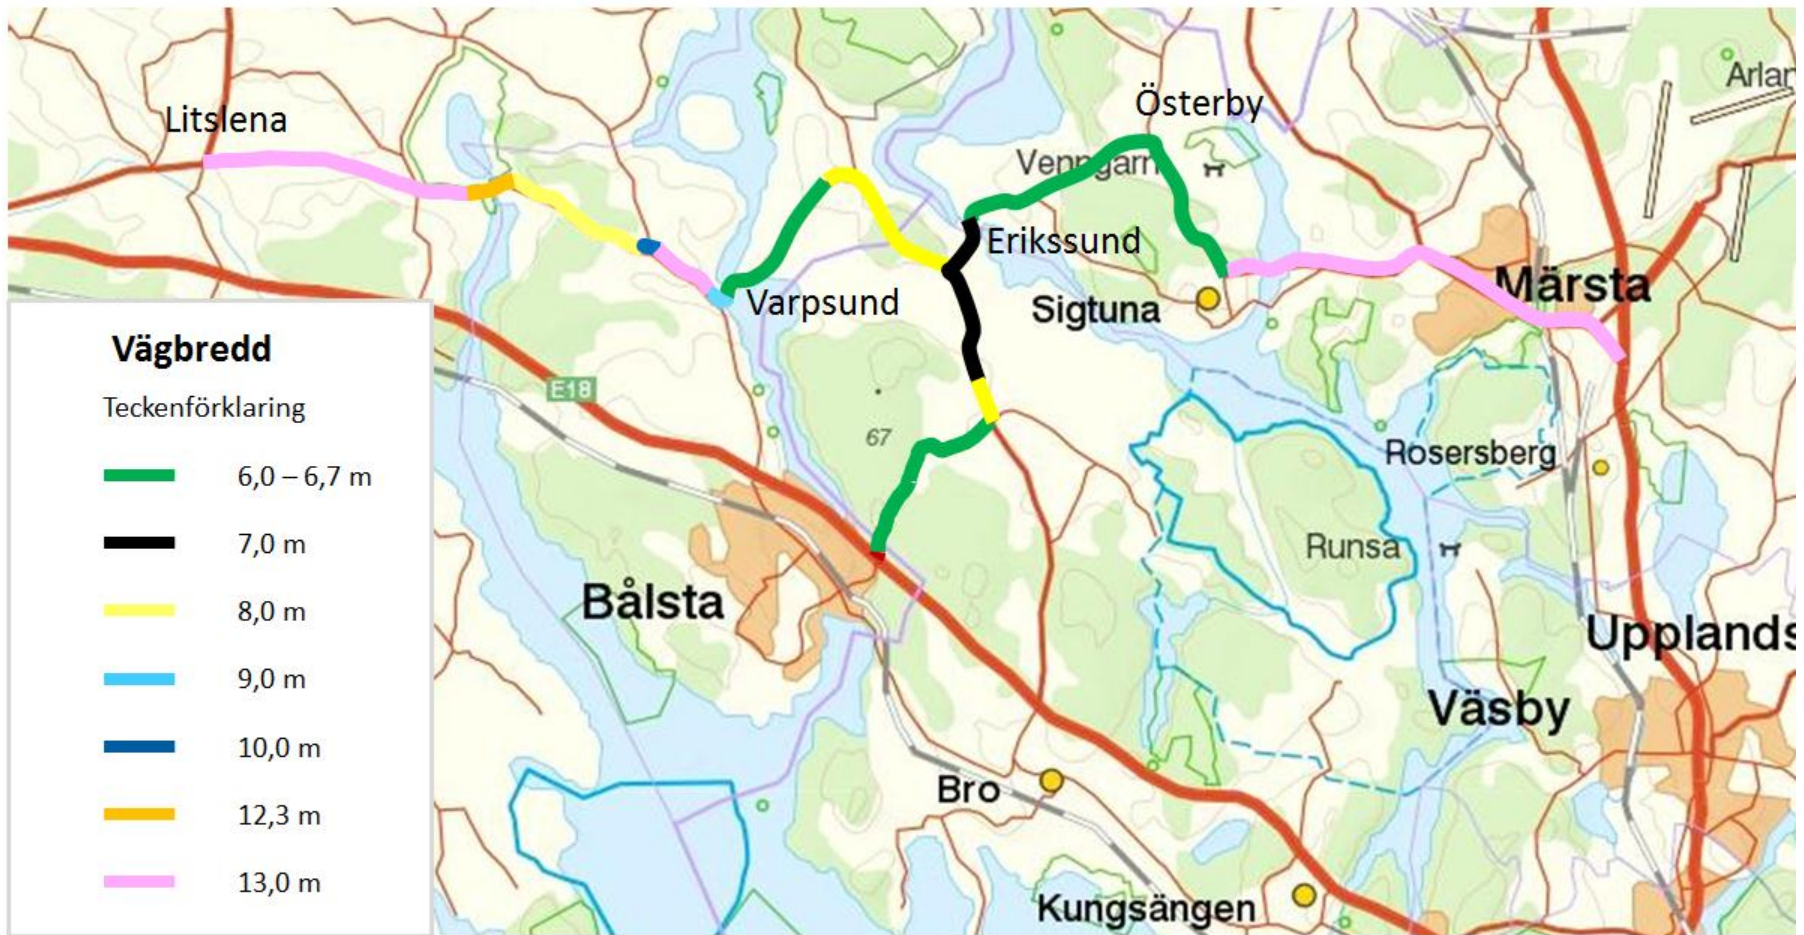 Österby
Arlan
Litslena
Venngarn
Erikssund
Varpsund
Sigtuna
Märsta
Vägbredd
Teckenförklaring
E18
67
Rosersberg
6,0 – 6,7 m
7,0 m
Runsa
8,0 m
Bålsta
Upplands
9,0 m
Väsby
10,0 m
Bro
12,3 m
13,0 m
Kungsängen